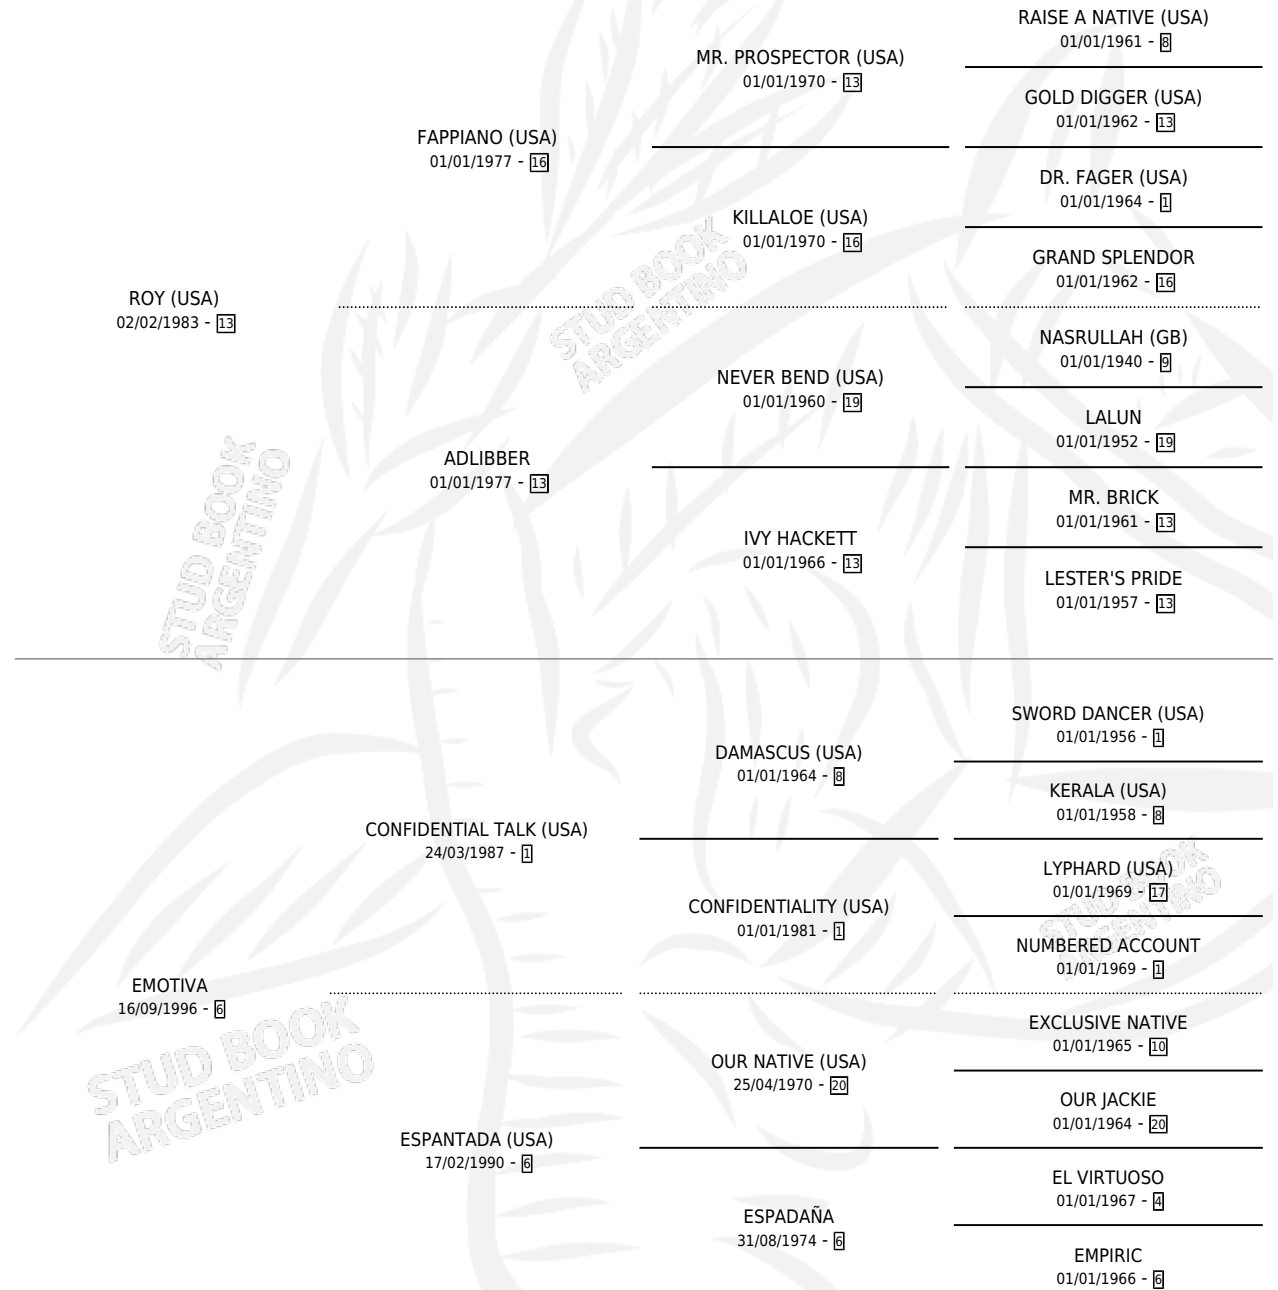 RAISE A NATIVE (USA)
01/01/1961 - 8
MR. PROSPECTOR (USA)
01/01/1970 - 13
GOLD DIGGER (USA)
01/01/1962 - 13
FAPPIANO (USA)
01/01/1977 - 16
DR. FAGER (USA)
01/01/1964 - 1
KILLALOE (USA)
01/01/1970 - 16
GRAND SPLENDOR
01/01/1962 - 16
ROY (USA)
02/02/1983 - 13
STUD BOOK
ARGENTINO
NASRULLAH (GB)
01/01/1940 - 9
NEVER BEND (USA)
01/01/1960 - 19
LALUN
01/01/1952 - 19
ADLIBBER
01/01/1977 - 13
MR. BRICK
01/01/1961 - 13
IVY HACKETT
01/01/1966 - 13
LESTER'S PRIDE
01/01/1957 - 13
STUD BOOK
ARGENTINO
SWORD DANCER (USA)
01/01/1956 - 1
DAMASCUS (USA)
01/01/1964 - 8
KERALA (USA)
01/01/1958 - 8
CONFIDENTIAL TALK (USA)
24/03/1987 - 1
LYPHARD (USA)
01/01/1969 - 17
CONFIDENTIALITY (USA)
01/01/1981 - 1
STUD BOOK
ARGENTINO
NUMBERED ACCOUNT
01/01/1969 - 1
EMOTIVA
16/09/1996 - 6
EXCLUSIVE NATIVE
01/01/1965 - 10
STUD BOOK
ARGENTINO
OUR NATIVE (USA)
25/04/1970 - 20
OUR JACKIE
01/01/1964 - 20
ESPANTADA (USA)
17/02/1990 - 6
EL VIRTUOSO
01/01/1967 - 4
ESPADAÑA
31/08/1974 - 6
EMPIRIC
01/01/1966 - 6